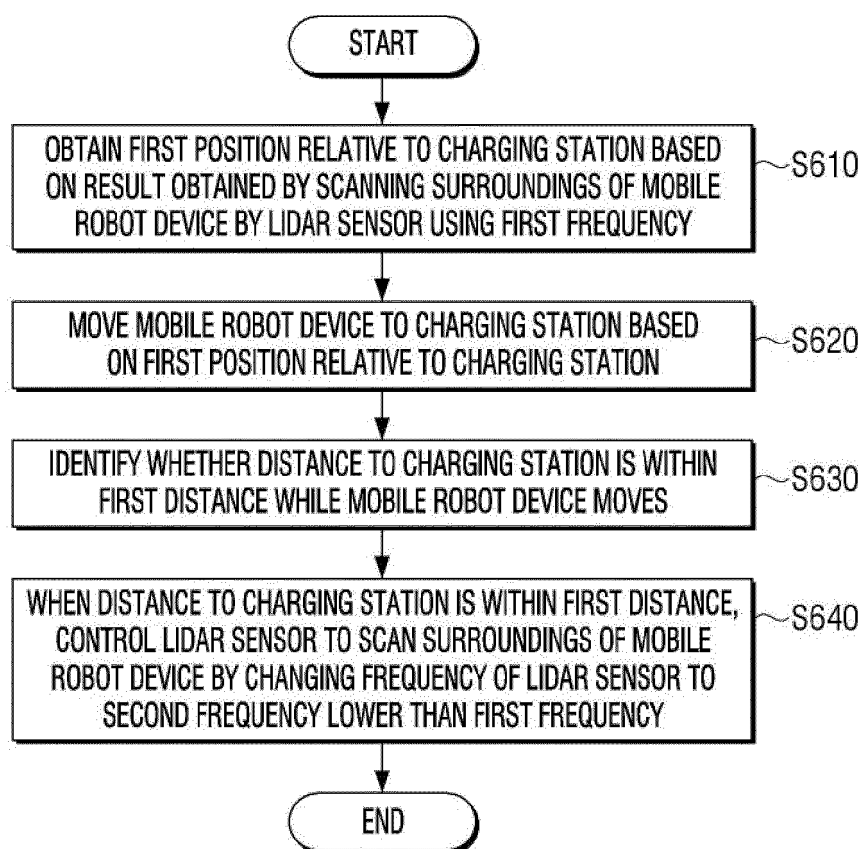 START
OBTAIN FIRST POSITION RELATIVE TO CHARGING STATION BASED
ON RESULT OBTAINED BY SCANNING SURROUNDINGS OF MOBILE
ROBOT DEVICE BY LIDAR SENSOR USING FIRST FREQUENCY
S610
MOVE MOBILE ROBOT DEVICE TO CHARGING STATION BASED
ON FIRST POSITION RELATIVE TO CHARGING STATION
S620
IDENTIFY WHETHER DISTANCE TO CHARGING STATION IS WITHIN
FIRST DISTANCE WHILE MOBILE ROBOT DEVICE MOVES
S630
WHEN DISTANCE TO CHARGING STATION IS WITHIN FIRST DISTANCE,
CONTROL LIDAR SENSOR TO SCAN SURROUNDINGS OF MOBILE
ROBOT DEVICE BY CHANGING FREQUENCY OF LIDAR SENSOR TO
SECOND FREQUENCY LOWER THAN FIRST FREQUENCY
S640
END